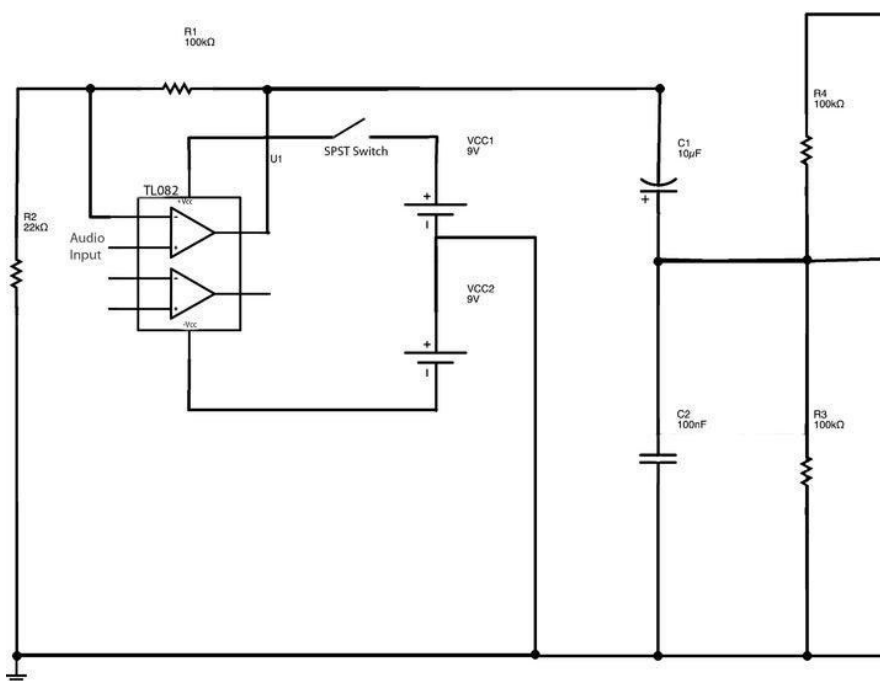 R1
100kΩ
R4
100kΩ
VCC1
9V
C1
10µF
SPST Switch
U1
+
TL082
+Vcc
R2
22kΩ
-
+
Audio
Input
-
+
-Vcc
+
-
VCC2
9V
+
-
C2
100nF
R3
100kΩ